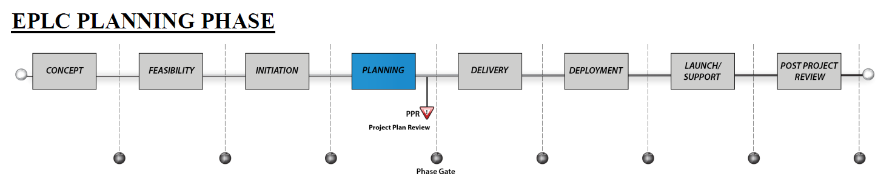 EPLC PLANNING PHASE
CONCEPT
FEASIBILITY
INITIATION
PLANNING
DELIVERY
DEPLOYMENT
LAUNCH/
SUPPORT
POST PROJECT
REVIEW
PPR
Project Plan Review
Phase Gate